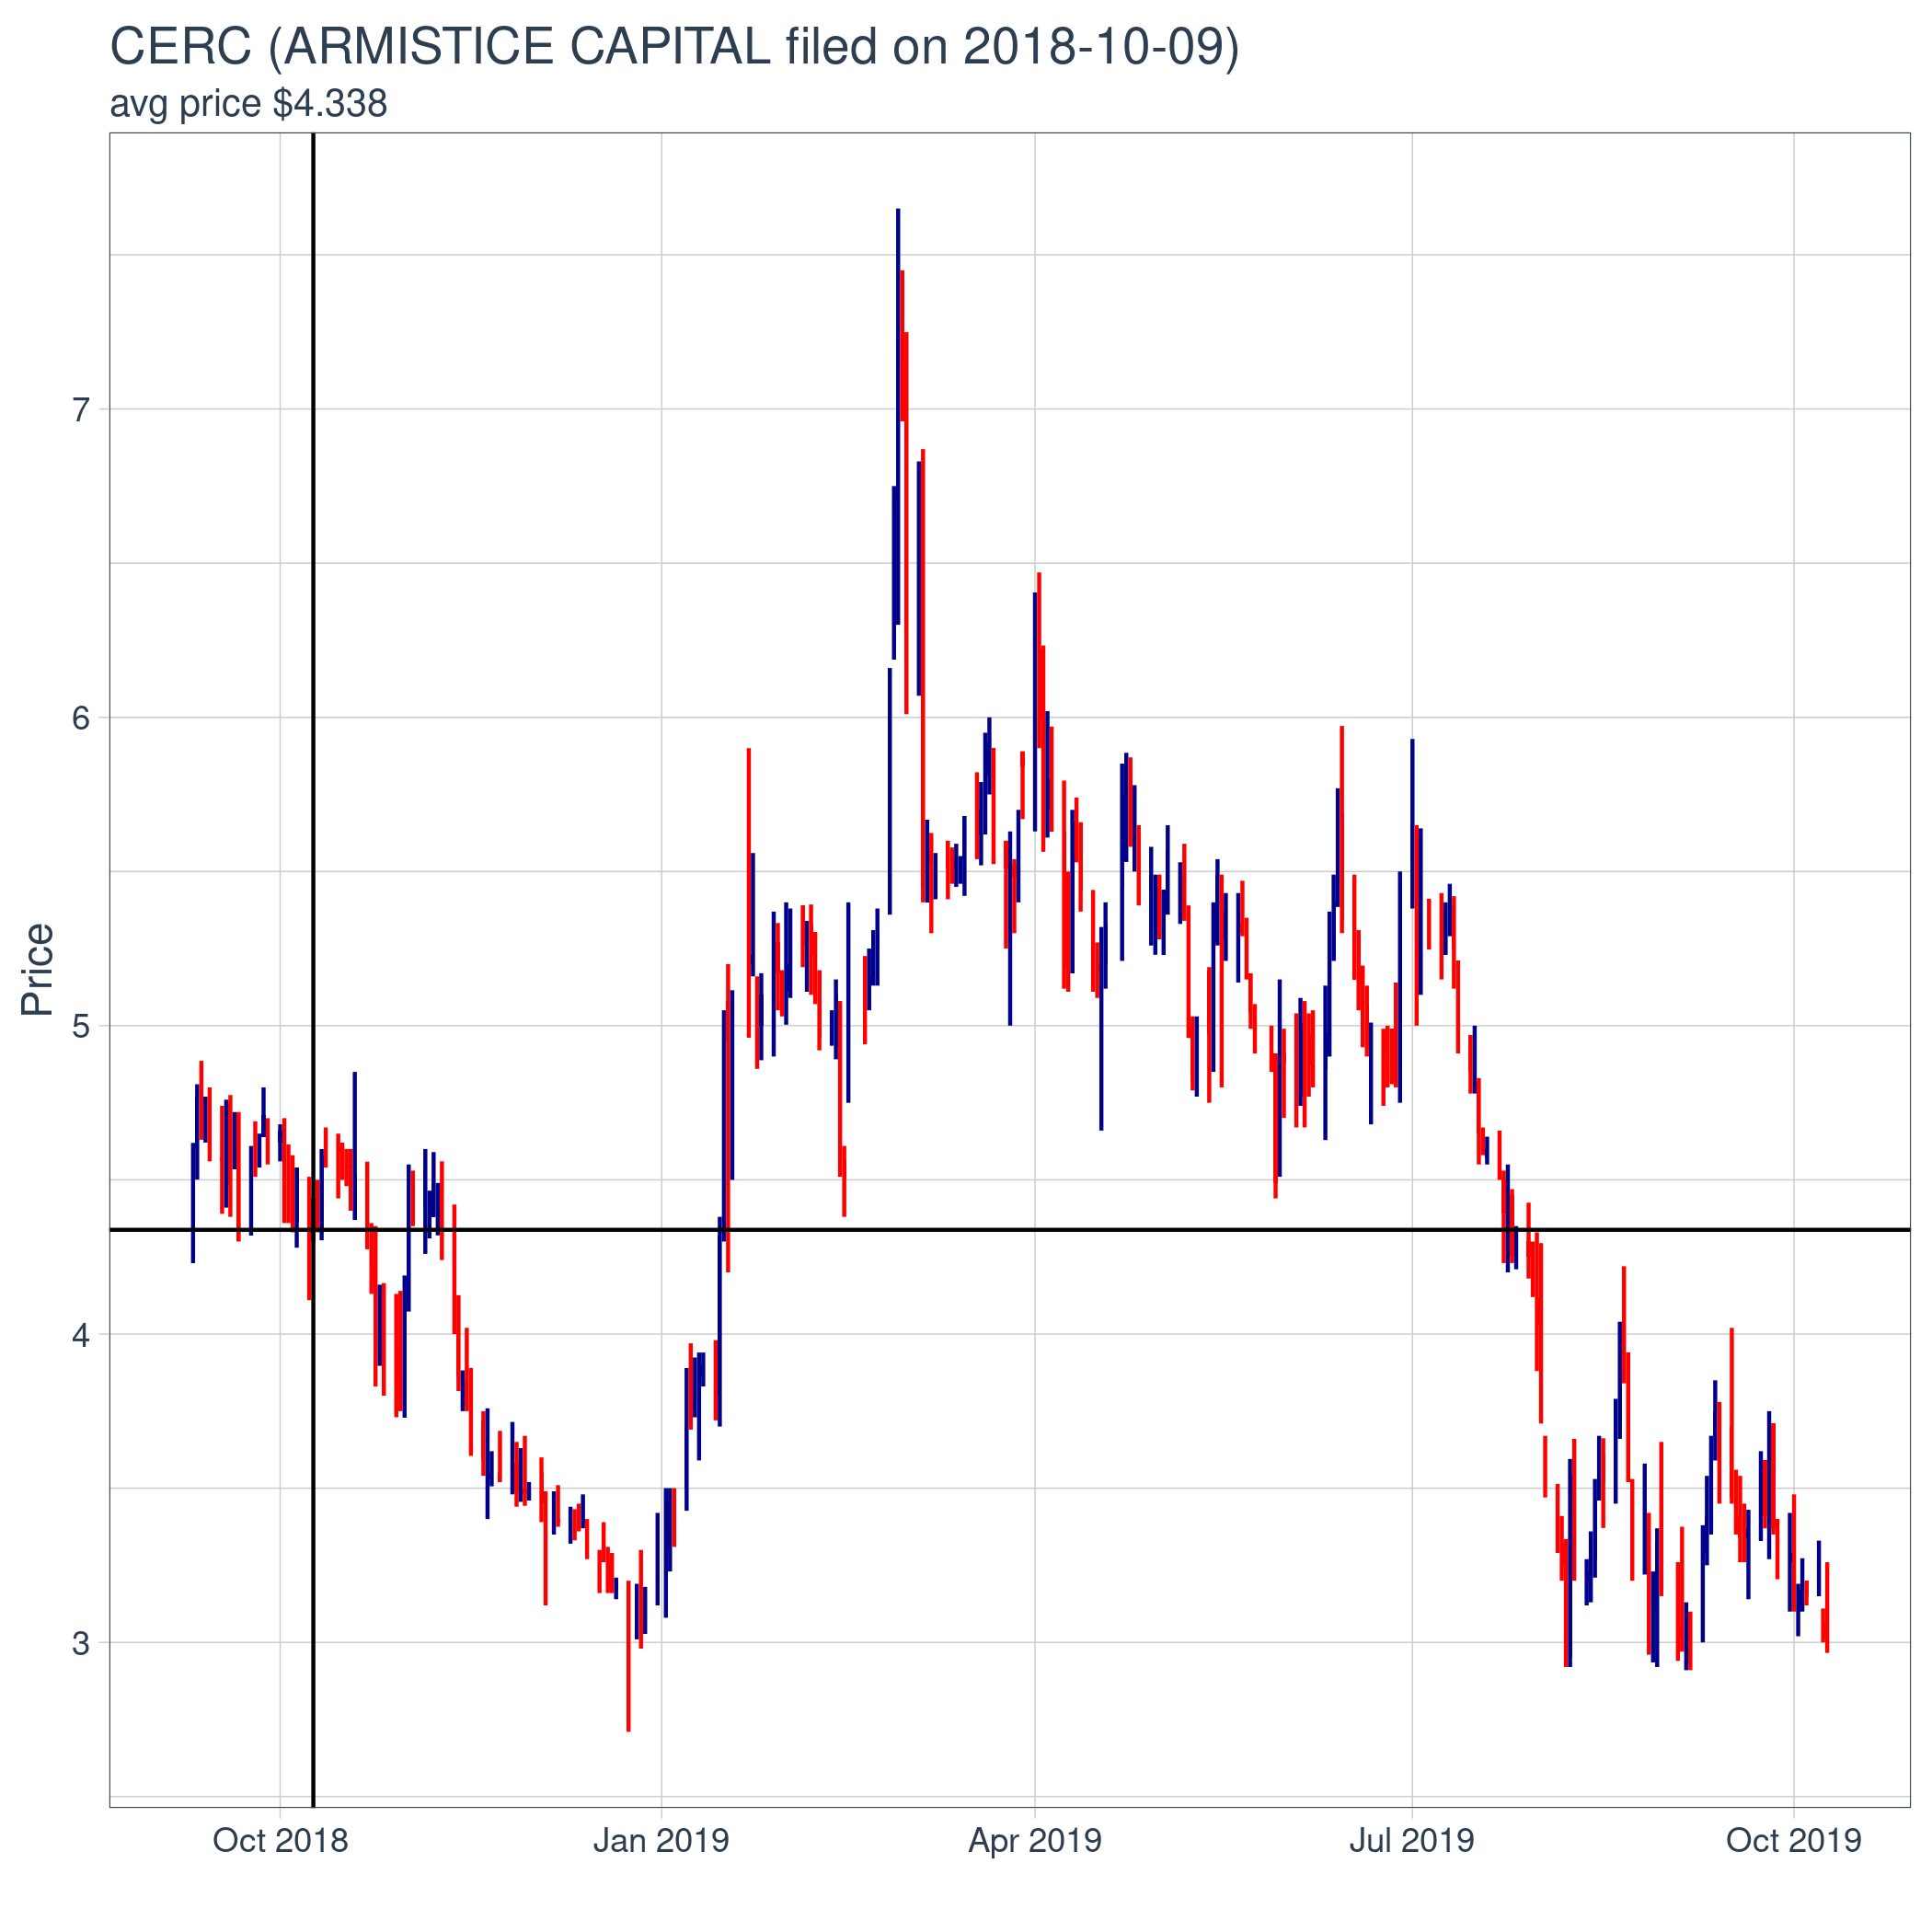 CERC (ARMISTICE CAPITAL filed on 2018-10-09)
avg price $4.338
Price
7
6
5
4
3
Oct 2018
Jan 2019
Apr 2019
Jul 2019
Oct 2019